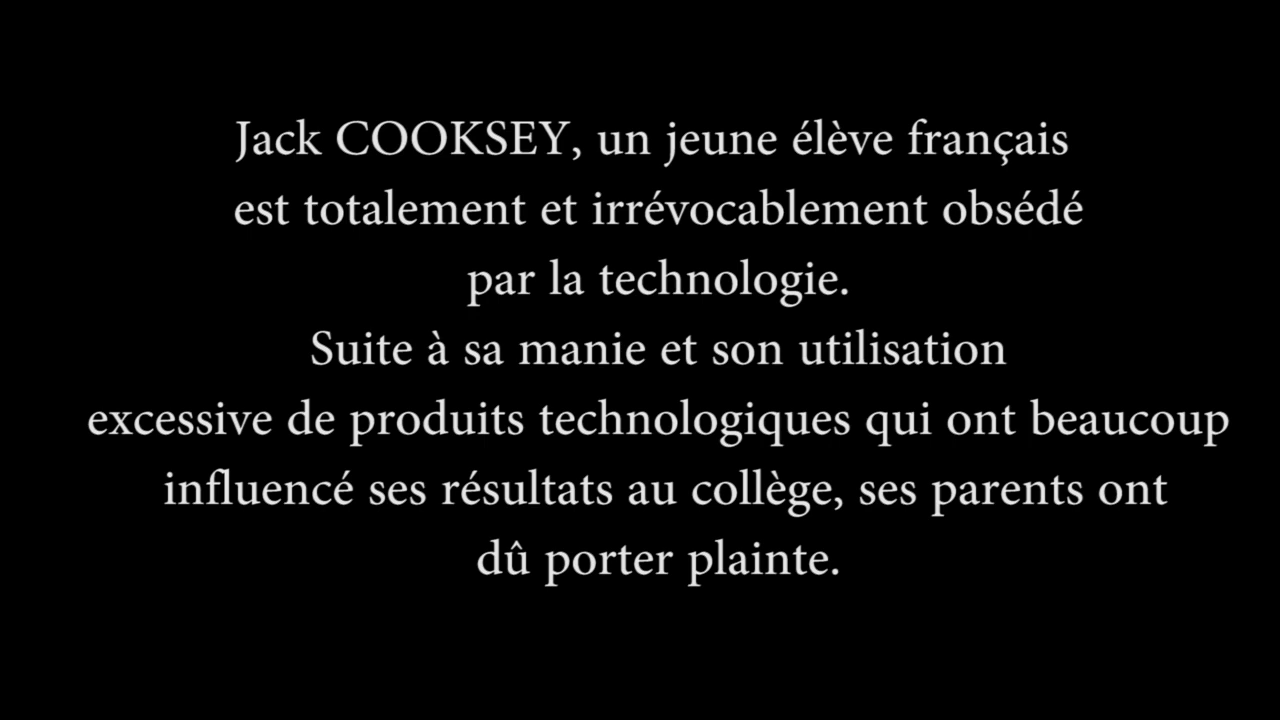 Jack COOKSEY, un jeune élève français
est totalement et irrévocablement obsédé
par la technologie.
Suite à sa manie et son utilisation
excessive de produits technologiques qui ont beaucoup
influencé ses résultats au collège, ses parents ont
dû porter plainte.